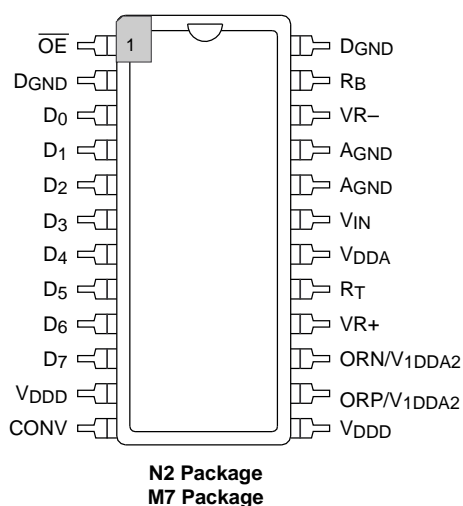 OE 1 DGND
DGND RB
D0 VR–
D1 AGND
D2 AGND
D3 VIN
D4 VDDA
D5 RT
D6 VR+
D7 ORN/V1DDA2
VDDD ORP/V1DDA2
CONV VDDD
N2 Package
M7 Package